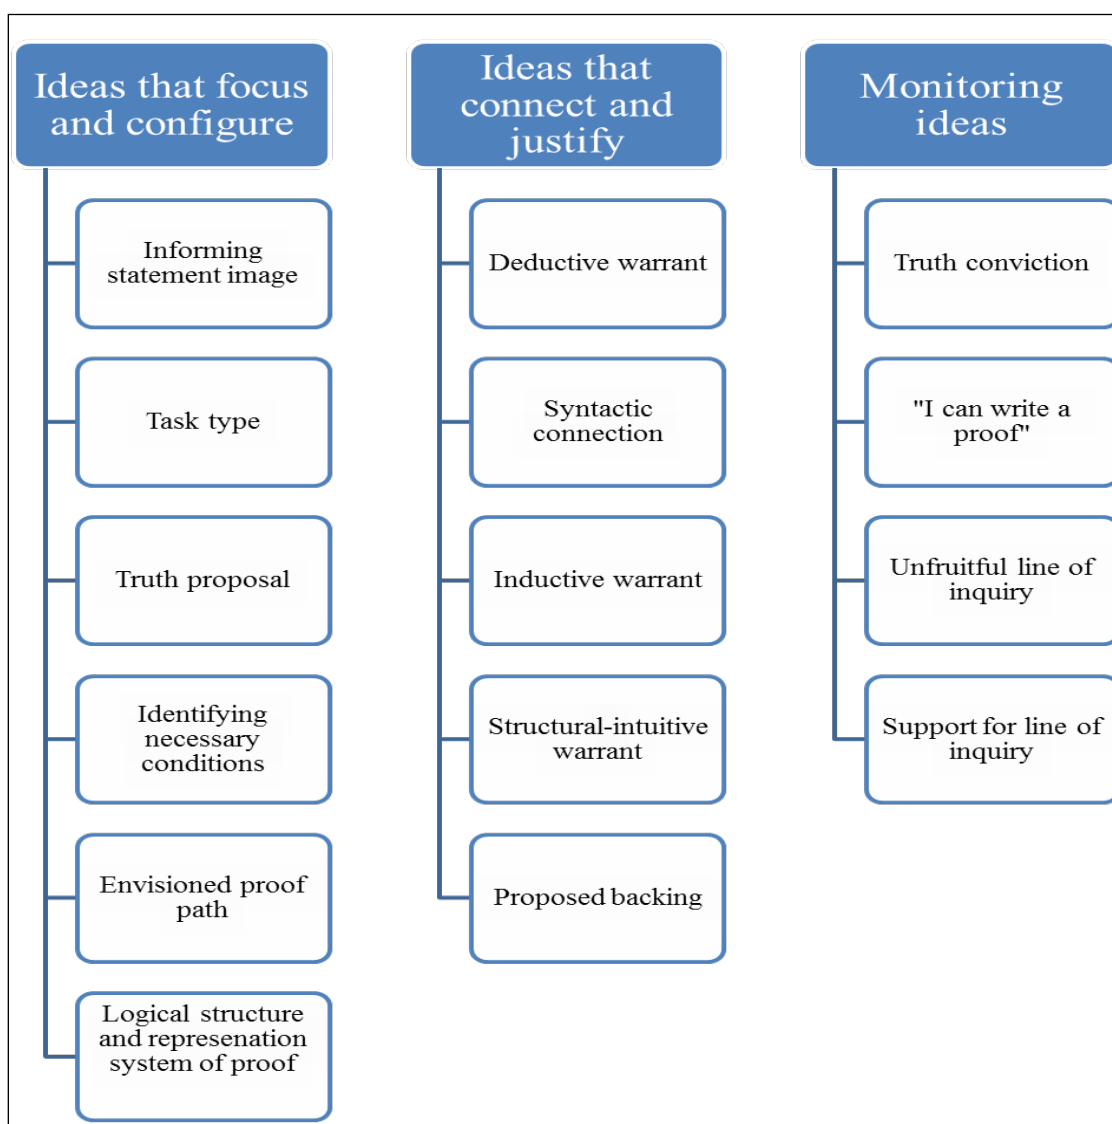 Ideas that focus
and configure
Informing
statement image
Task type
Truth proposal
Identifying
necessary
conditions
Envisioned proof
path
Logical structure
and represenation
system of proof
Ideas that
connect and
justify
Deductive warrant
Syntactic
connection
Inductive warrant
Structural-intuitive
warrant
Proposed backing
Monitoring
ideas
Truth conviction
"I can write a
proof"
Unfruitful line of
inquiry
Support for line of
inquiry